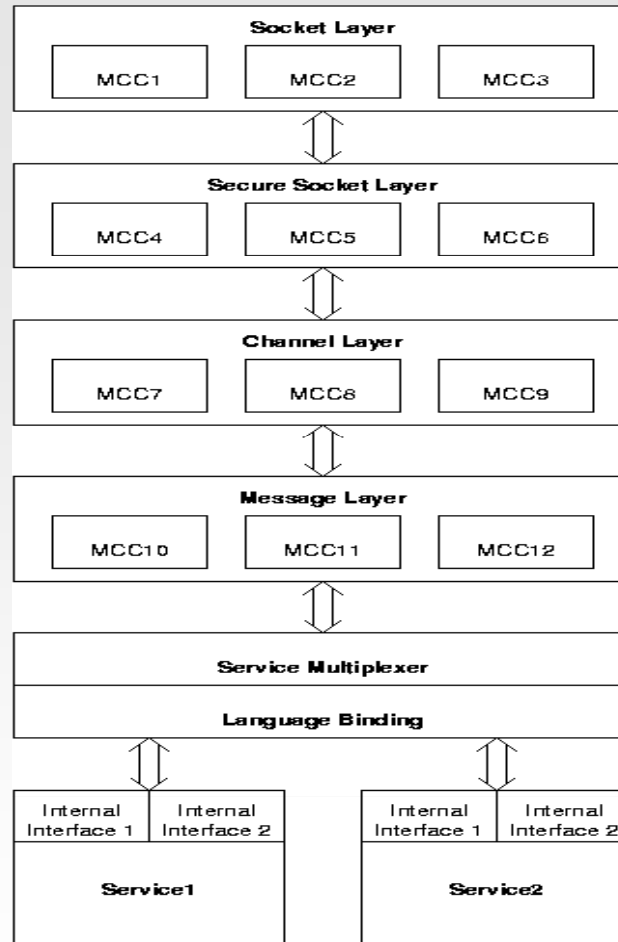 Socket Layer
MCC1 MCC2 MCC3
Secure Socket Layer
MCC4 MCC5 MCC6
Channel Layer
MCC7 MCC8 MCC9
Message Layer
MCC10 MCC11 MCC12
Service Multiplexer
Language Binding
Internal Internal Internal Internal
Interface 1 Interface 2 Interface 1 Interface 2
Service1 Service2